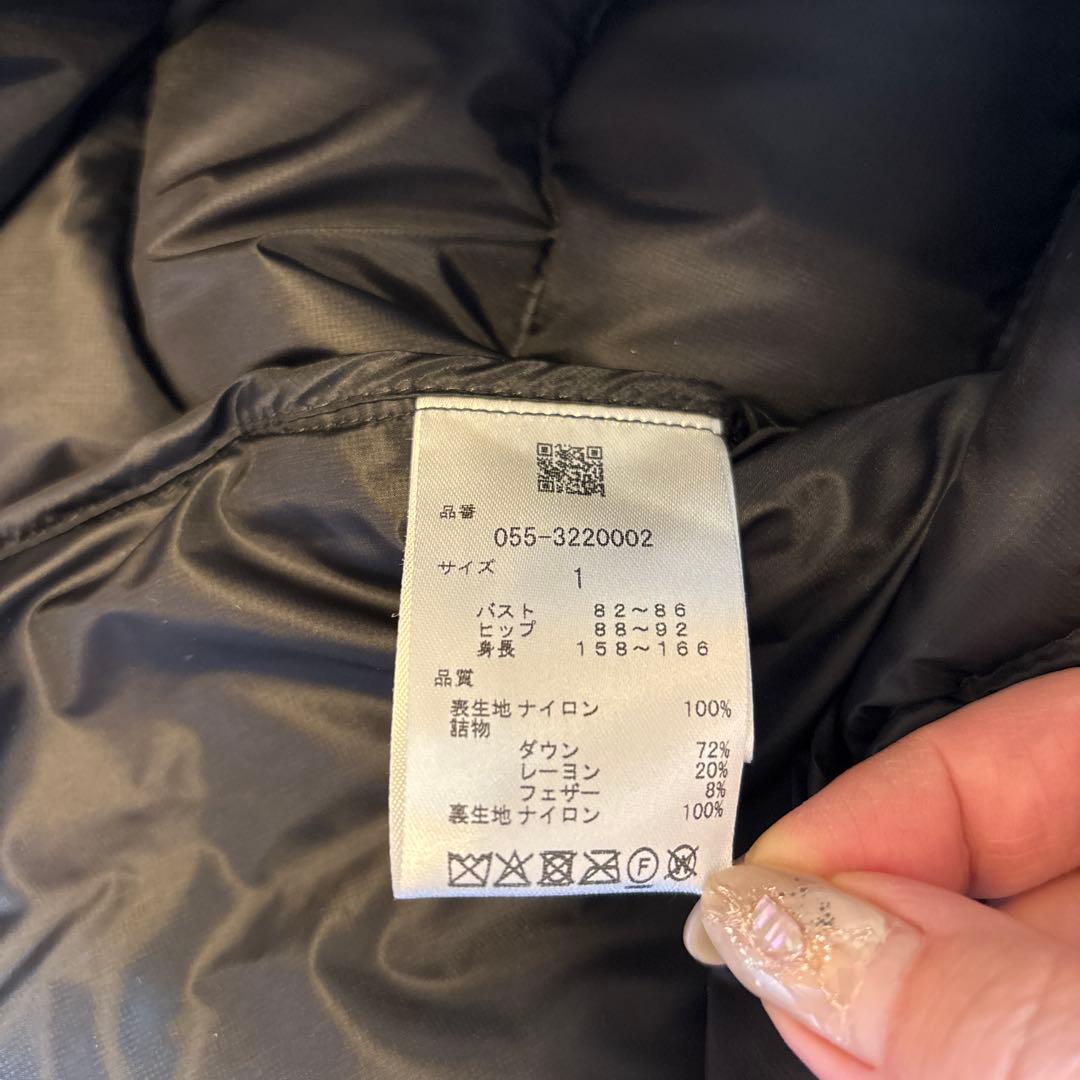 品番
055-3220002
サイズ 1
バスト 82～86
ヒップ 88～92
身長 158～166
品質
表生地 ナイロン 100%
詰物
ダウン 72%
レーヨン 20%
フェザー 8%
裏生地 ナイロン 100%
F W